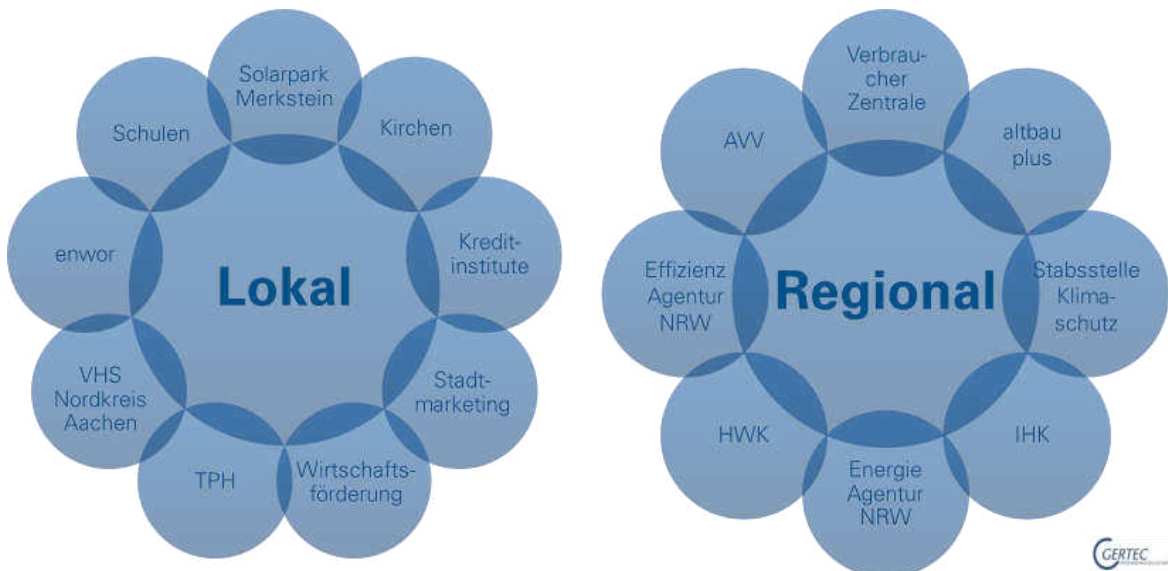 Solarpark
Merkstein
Kirchen
Kredit-
institute
Stadt-
marketing
Wirtschafts-
förderung
TPH
VHS
Nordkreis
Aachen
enwor
Schulen
Lokal
Verbrau-
cher
Zentrale
altbau
plus
Stabsstelle
Klima-
schutz
IHK
Energie
Agentur
NRW
HWK
Effizienz
Agentur
NRW
AVV
Regional
GERTEC